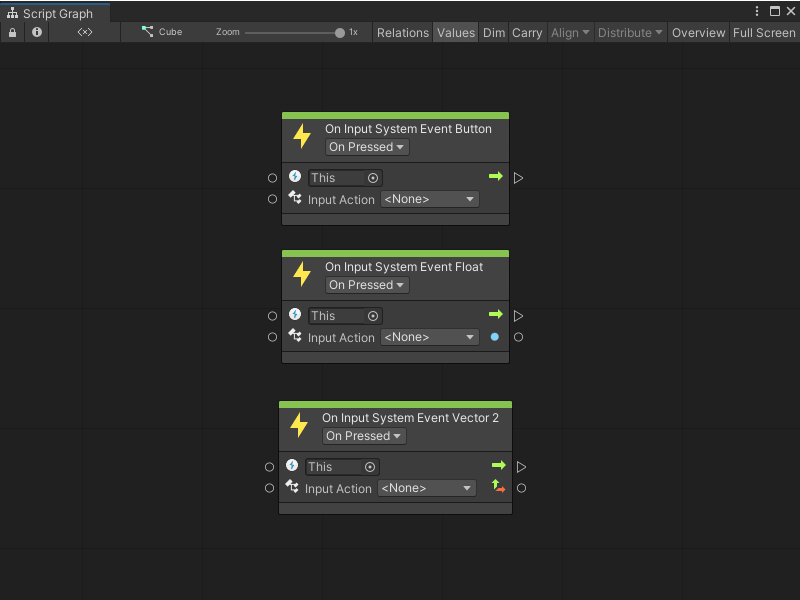 Script Graph
Cube Zoom 1x Relations Values Dim Carry Align Distribute Overview Full Screen
On Input System Event Button
On Pressed
This
Input Action <None>
On Input System Event Float
On Pressed
This
Input Action <None>
On Input System Event Vector 2
On Pressed
This
Input Action <None>